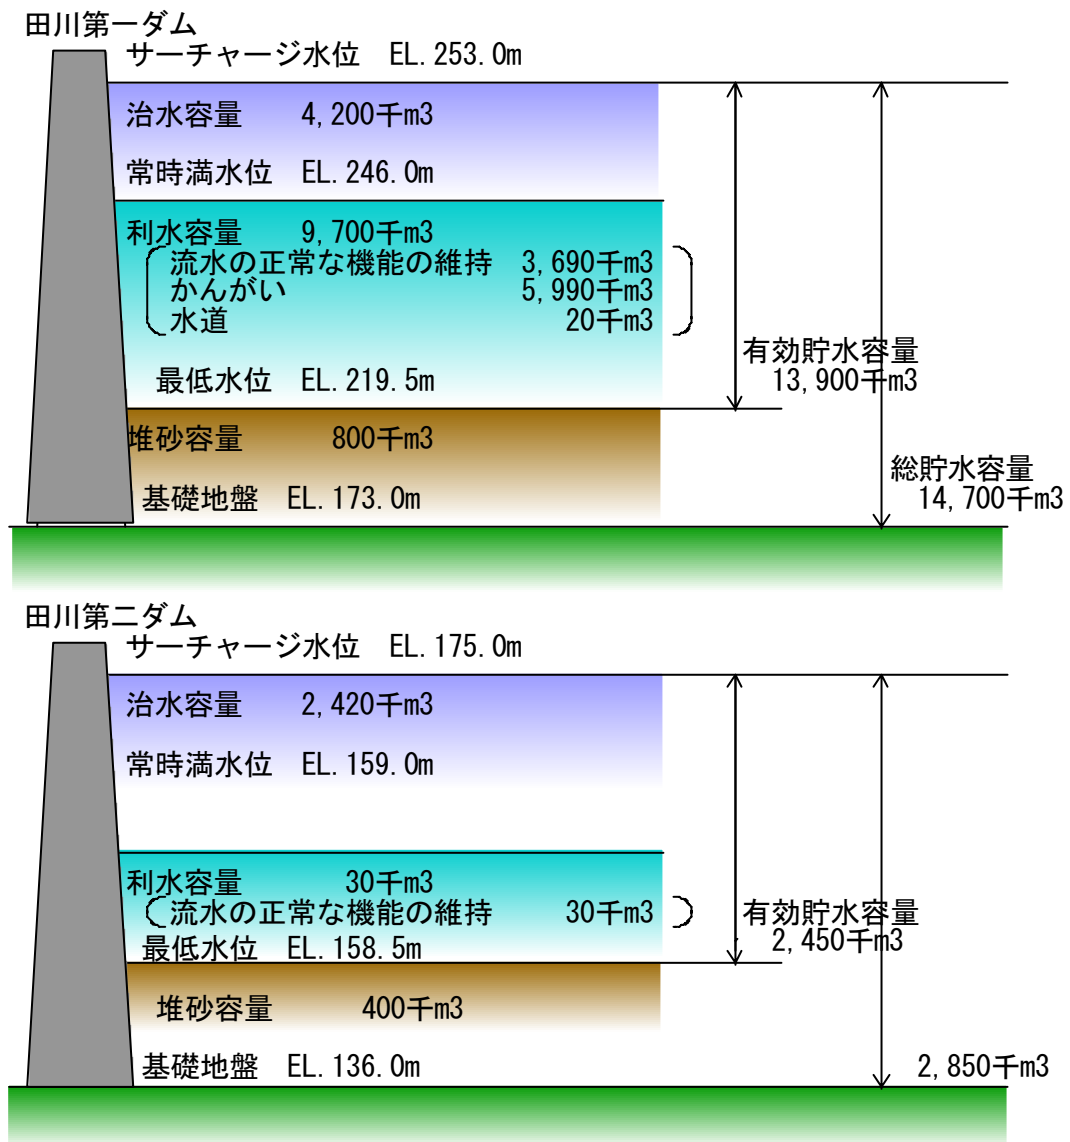 田川第一ダム
サーチャージ水位 EL.253.0m
治水容量 4,200千m3
常時満水位 EL.246.0m
利水容量 9,700千m3
流水の正常な機能の維持 3,690千m3
かんがい 5,990千m3
水道 20千m3
有効貯水容量
13,900千m3
最低水位 EL.219.5m
堆砂容量 800千m3
総貯水容量
14,700千m3
基礎地盤 EL.173.0m
田川第二ダム
サーチャージ水位 EL.175.0m
治水容量 2,420千m3
常時満水位 EL.159.0m
利水容量 30千m3
流水の正常な機能の維持 30千m3
有効貯水容量
2,450千m3
最低水位 EL.158.5m
堆砂容量 400千m3
基礎地盤 EL.136.0m
2,850千m3